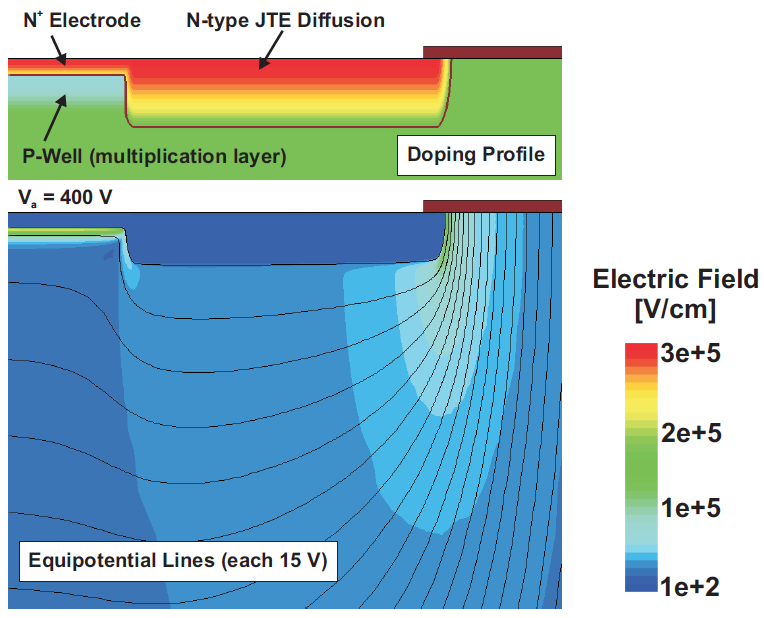 N⁺ Electrode
N-type JTE Diffusion
P-Well (multiplication layer)
Doping Profile
Vₐ = 400 V
Electric Field
[V/cm]
3e+5
2e+5
1e+5
1e+2
Equipotential Lines (each 15 V)